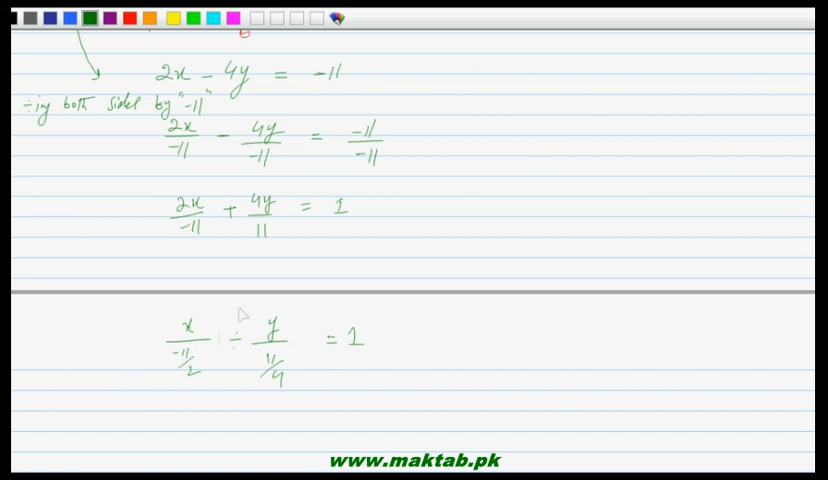 2x - 4y = -11
÷ing both sides by "-11"
2x/-11 - 4y/-11 = -11/-11
2x/-11 + 4y/11 = 1
x/(-11/2) ÷ y/(11/4) = 1
www.maktab.pk